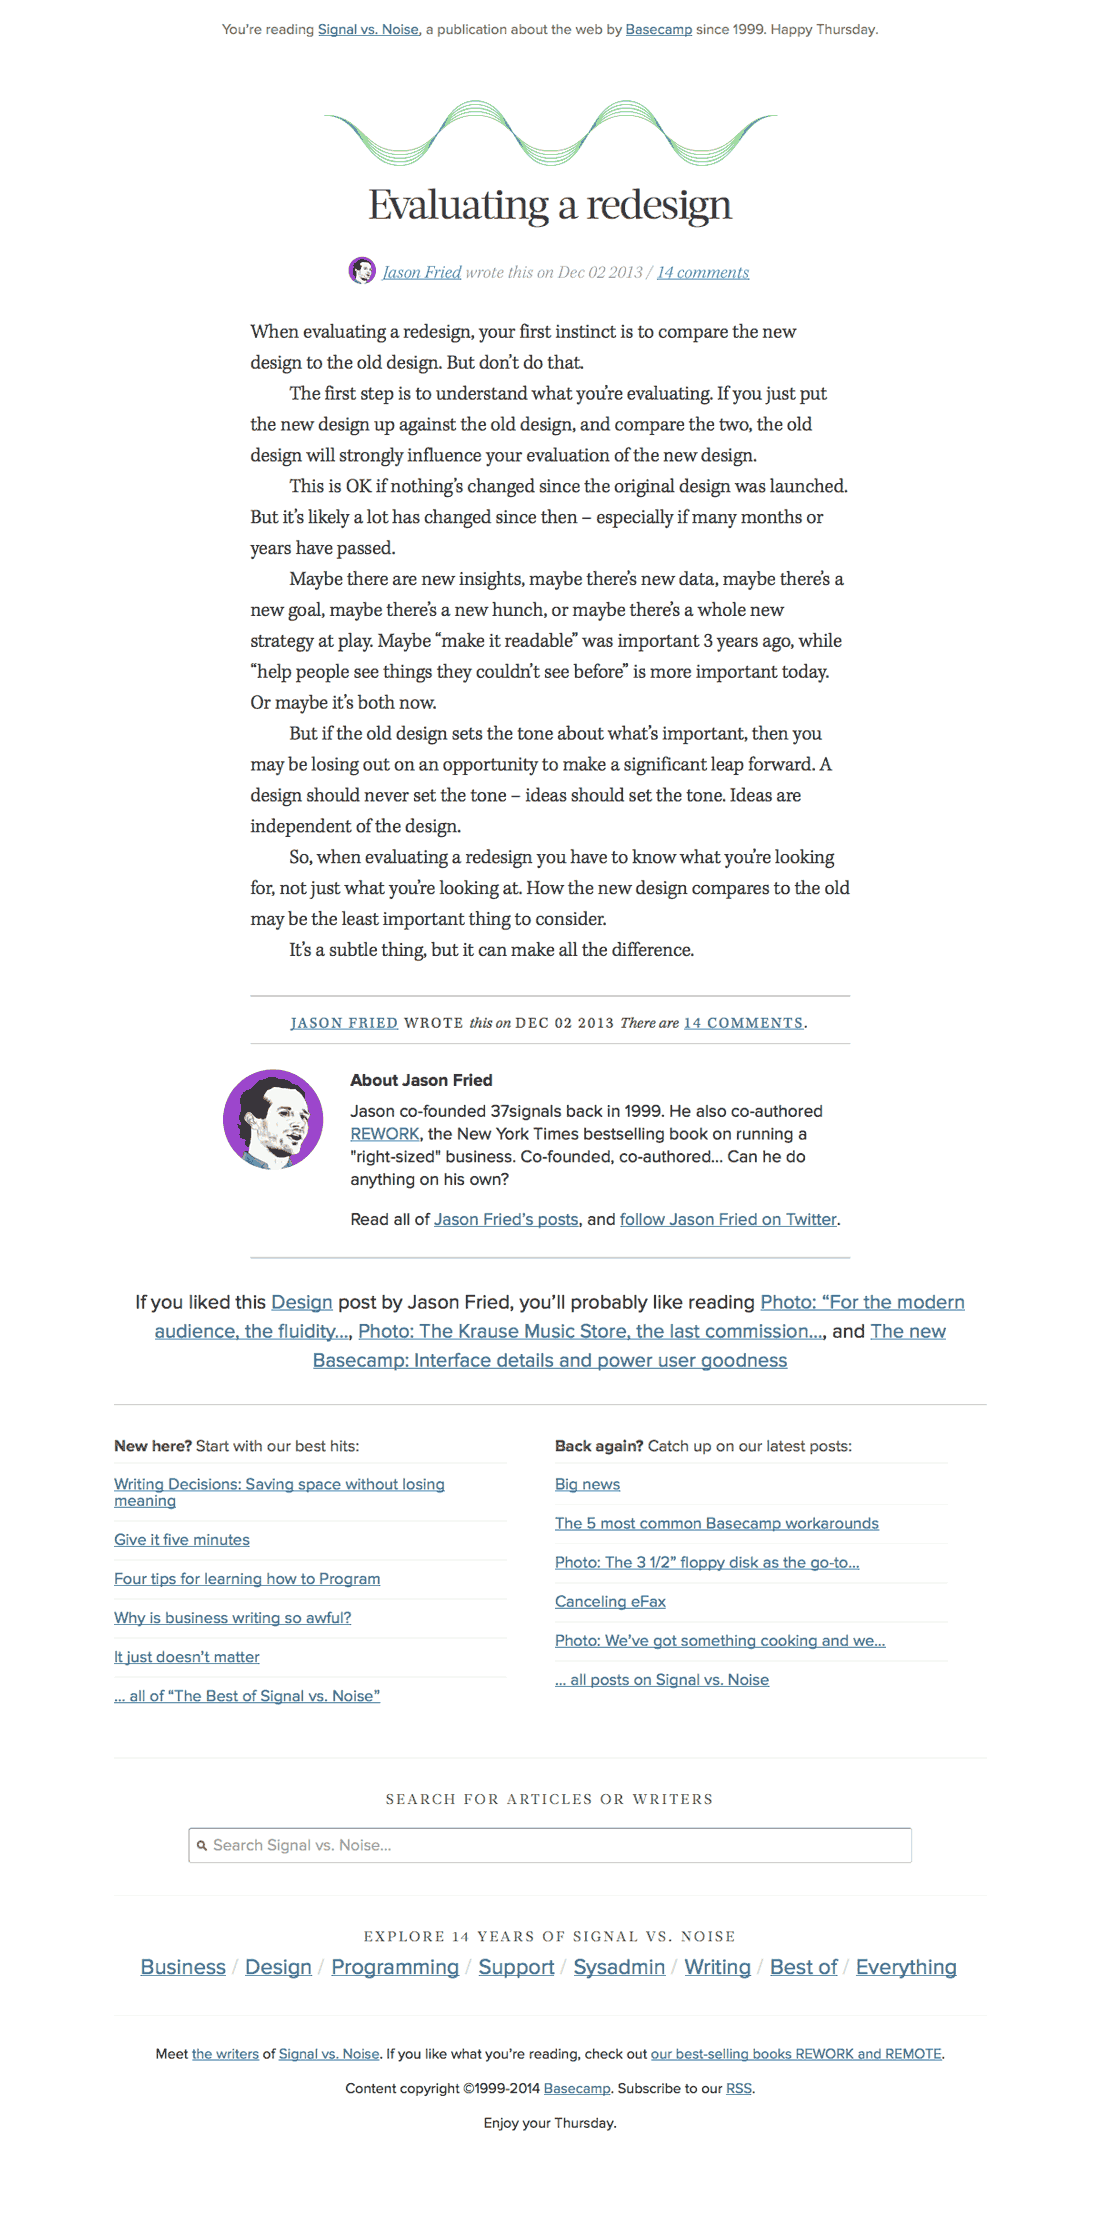 You're reading Signal vs. Noise, a publication about the web by Basecamp since 1999. Happy Thursday.
Evaluating a redesign
Jason Fried wrote this on Dec 02 2013 / 14 comments
When evaluating a redesign, your first instinct is to compare the new
design to the old design. But don’t do that.
The first step is to understand what you’re evaluating. If you just put
the new design up against the old design, and compare the two, the old
design will strongly influence your evaluation of the new design.
This is OK if nothing’s changed since the original design was launched.
But it’s likely a lot has changed since then – especially if many months or
years have passed.
Maybe there are new insights, maybe there’s new data, maybe there’s a
new goal, maybe there’s a new hunch, or maybe there’s a whole new
strategy at play. Maybe “make it readable” was important 3 years ago, while
“help people see things they couldn’t see before” is more important today.
Or maybe it’s both now.
But if the old design sets the tone about what’s important, then you
may be losing out on an opportunity to make a significant leap forward. A
design should never set the tone – ideas should set the tone. Ideas are
independent of the design.
So, when evaluating a redesign you have to know what you’re looking
for, not just what you’re looking at. How the new design compares to the old
may be the least important thing to consider.
It’s a subtle thing, but it can make all the difference.
JASON FRIED WROTE this on DEC 02 2013 There are 14 COMMENTS.
About Jason Fried
Jason co-founded 37signals back in 1999. He also co-authored
REWORK, the New York Times bestselling book on running a
"right-sized" business. Co-founded, co-authored... Can he do
anything on his own?
Read all of Jason Fried’s posts, and follow Jason Fried on Twitter.
If you liked this Design post by Jason Fried, you’ll probably like reading Photo: “For the modern
audience, the fluidity..., Photo: The Krause Music Store, the last commission..., and The new
Basecamp: Interface details and power user goodness
New here? Start with our best hits:
Writing Decisions: Saving space without losing
meaning
Give it five minutes
Four tips for learning how to Program
Why is business writing so awful?
It just doesn’t matter
... all of “The Best of Signal vs. Noise”
Back again? Catch up on our latest posts:
Big news
The 5 most common Basecamp workarounds
Photo: The 3 1/2” floppy disk as the go-to...
Canceling eFax
Photo: We’ve got something cooking and we...
... all posts on Signal vs. Noise
SEARCH FOR ARTICLES OR WRITERS
Search Signal vs. Noise...
EXPLORE 14 YEARS OF SIGNAL VS. NOISE
Business / Design / Programming / Support / Sysadmin / Writing / Best of / Everything
Meet the writers of Signal vs. Noise. If you like what you’re reading, check out our best-selling books REWORK and REMOTE.
Content copyright ©1999-2014 Basecamp. Subscribe to our RSS.
Enjoy your Thursday.